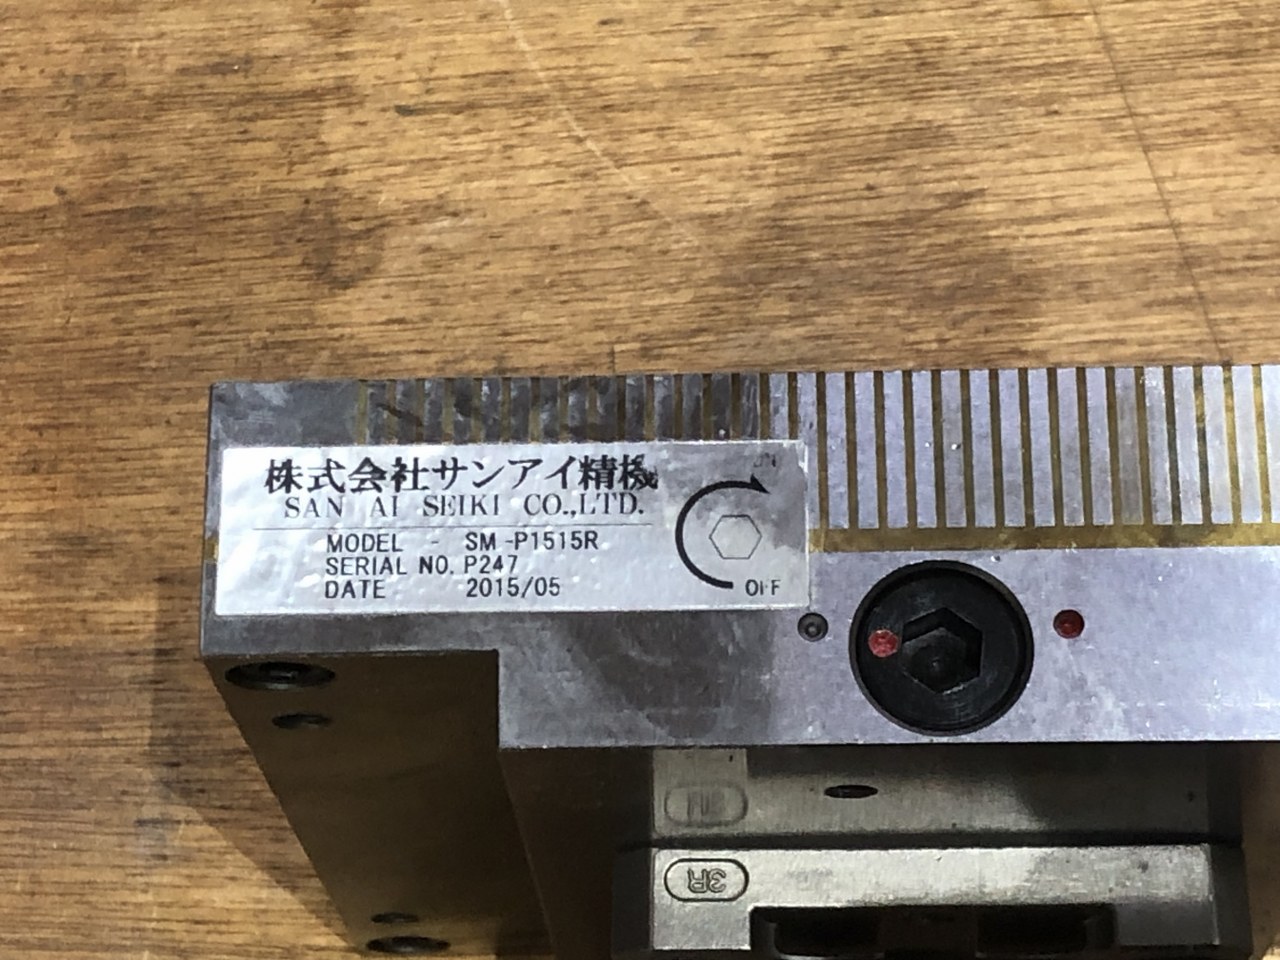 株式会社サンアイ精機
SAN AI SEIKI CO.,LTD.
MODEL - SM-P1515R
SERIAL NO. P247
DATE 2015/05
ON
OFF
3R